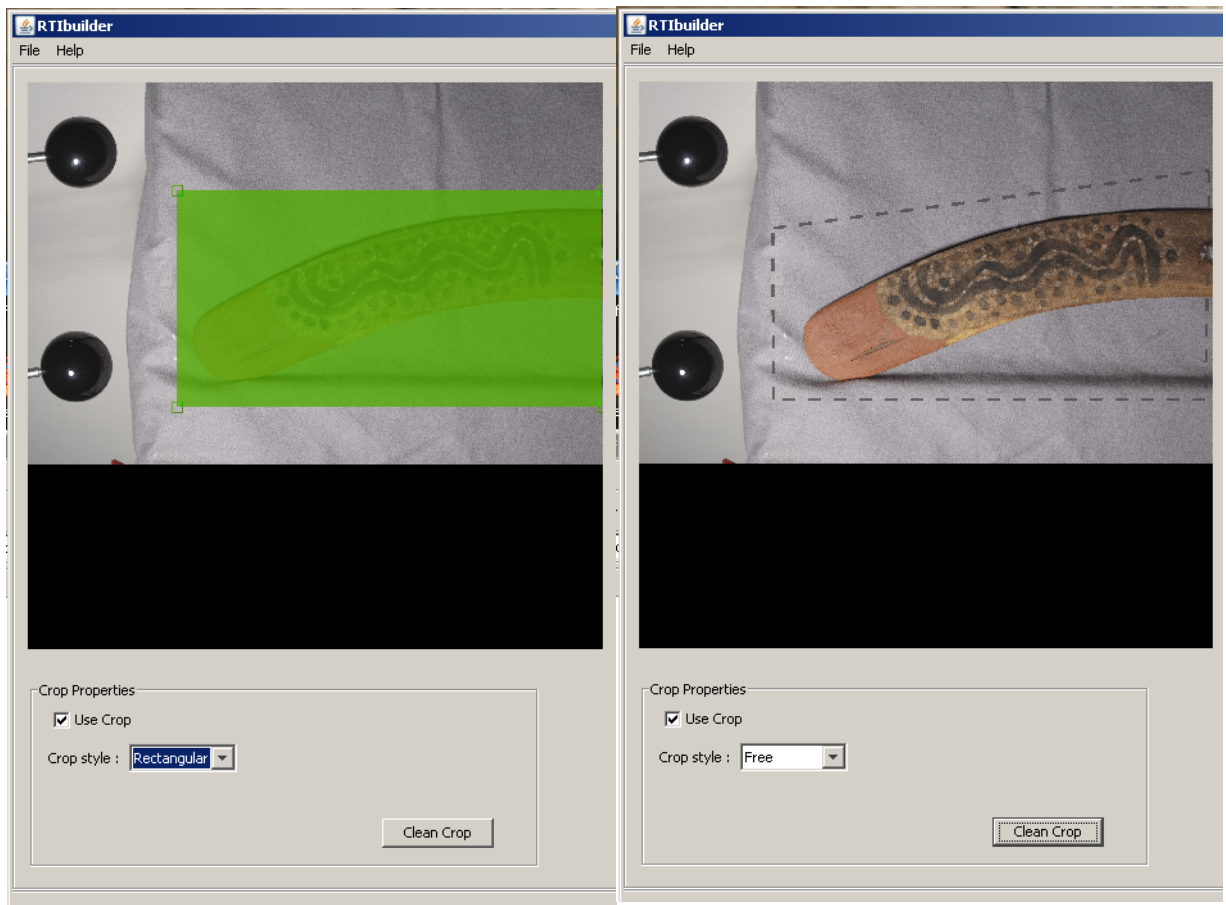 RTIbuilder
File Help
Crop Properties
Use Crop
Crop style : Rectangular
Clean Crop
RTIbuilder
File Help
Crop Properties
Use Crop
Crop style : Free
Clean Crop